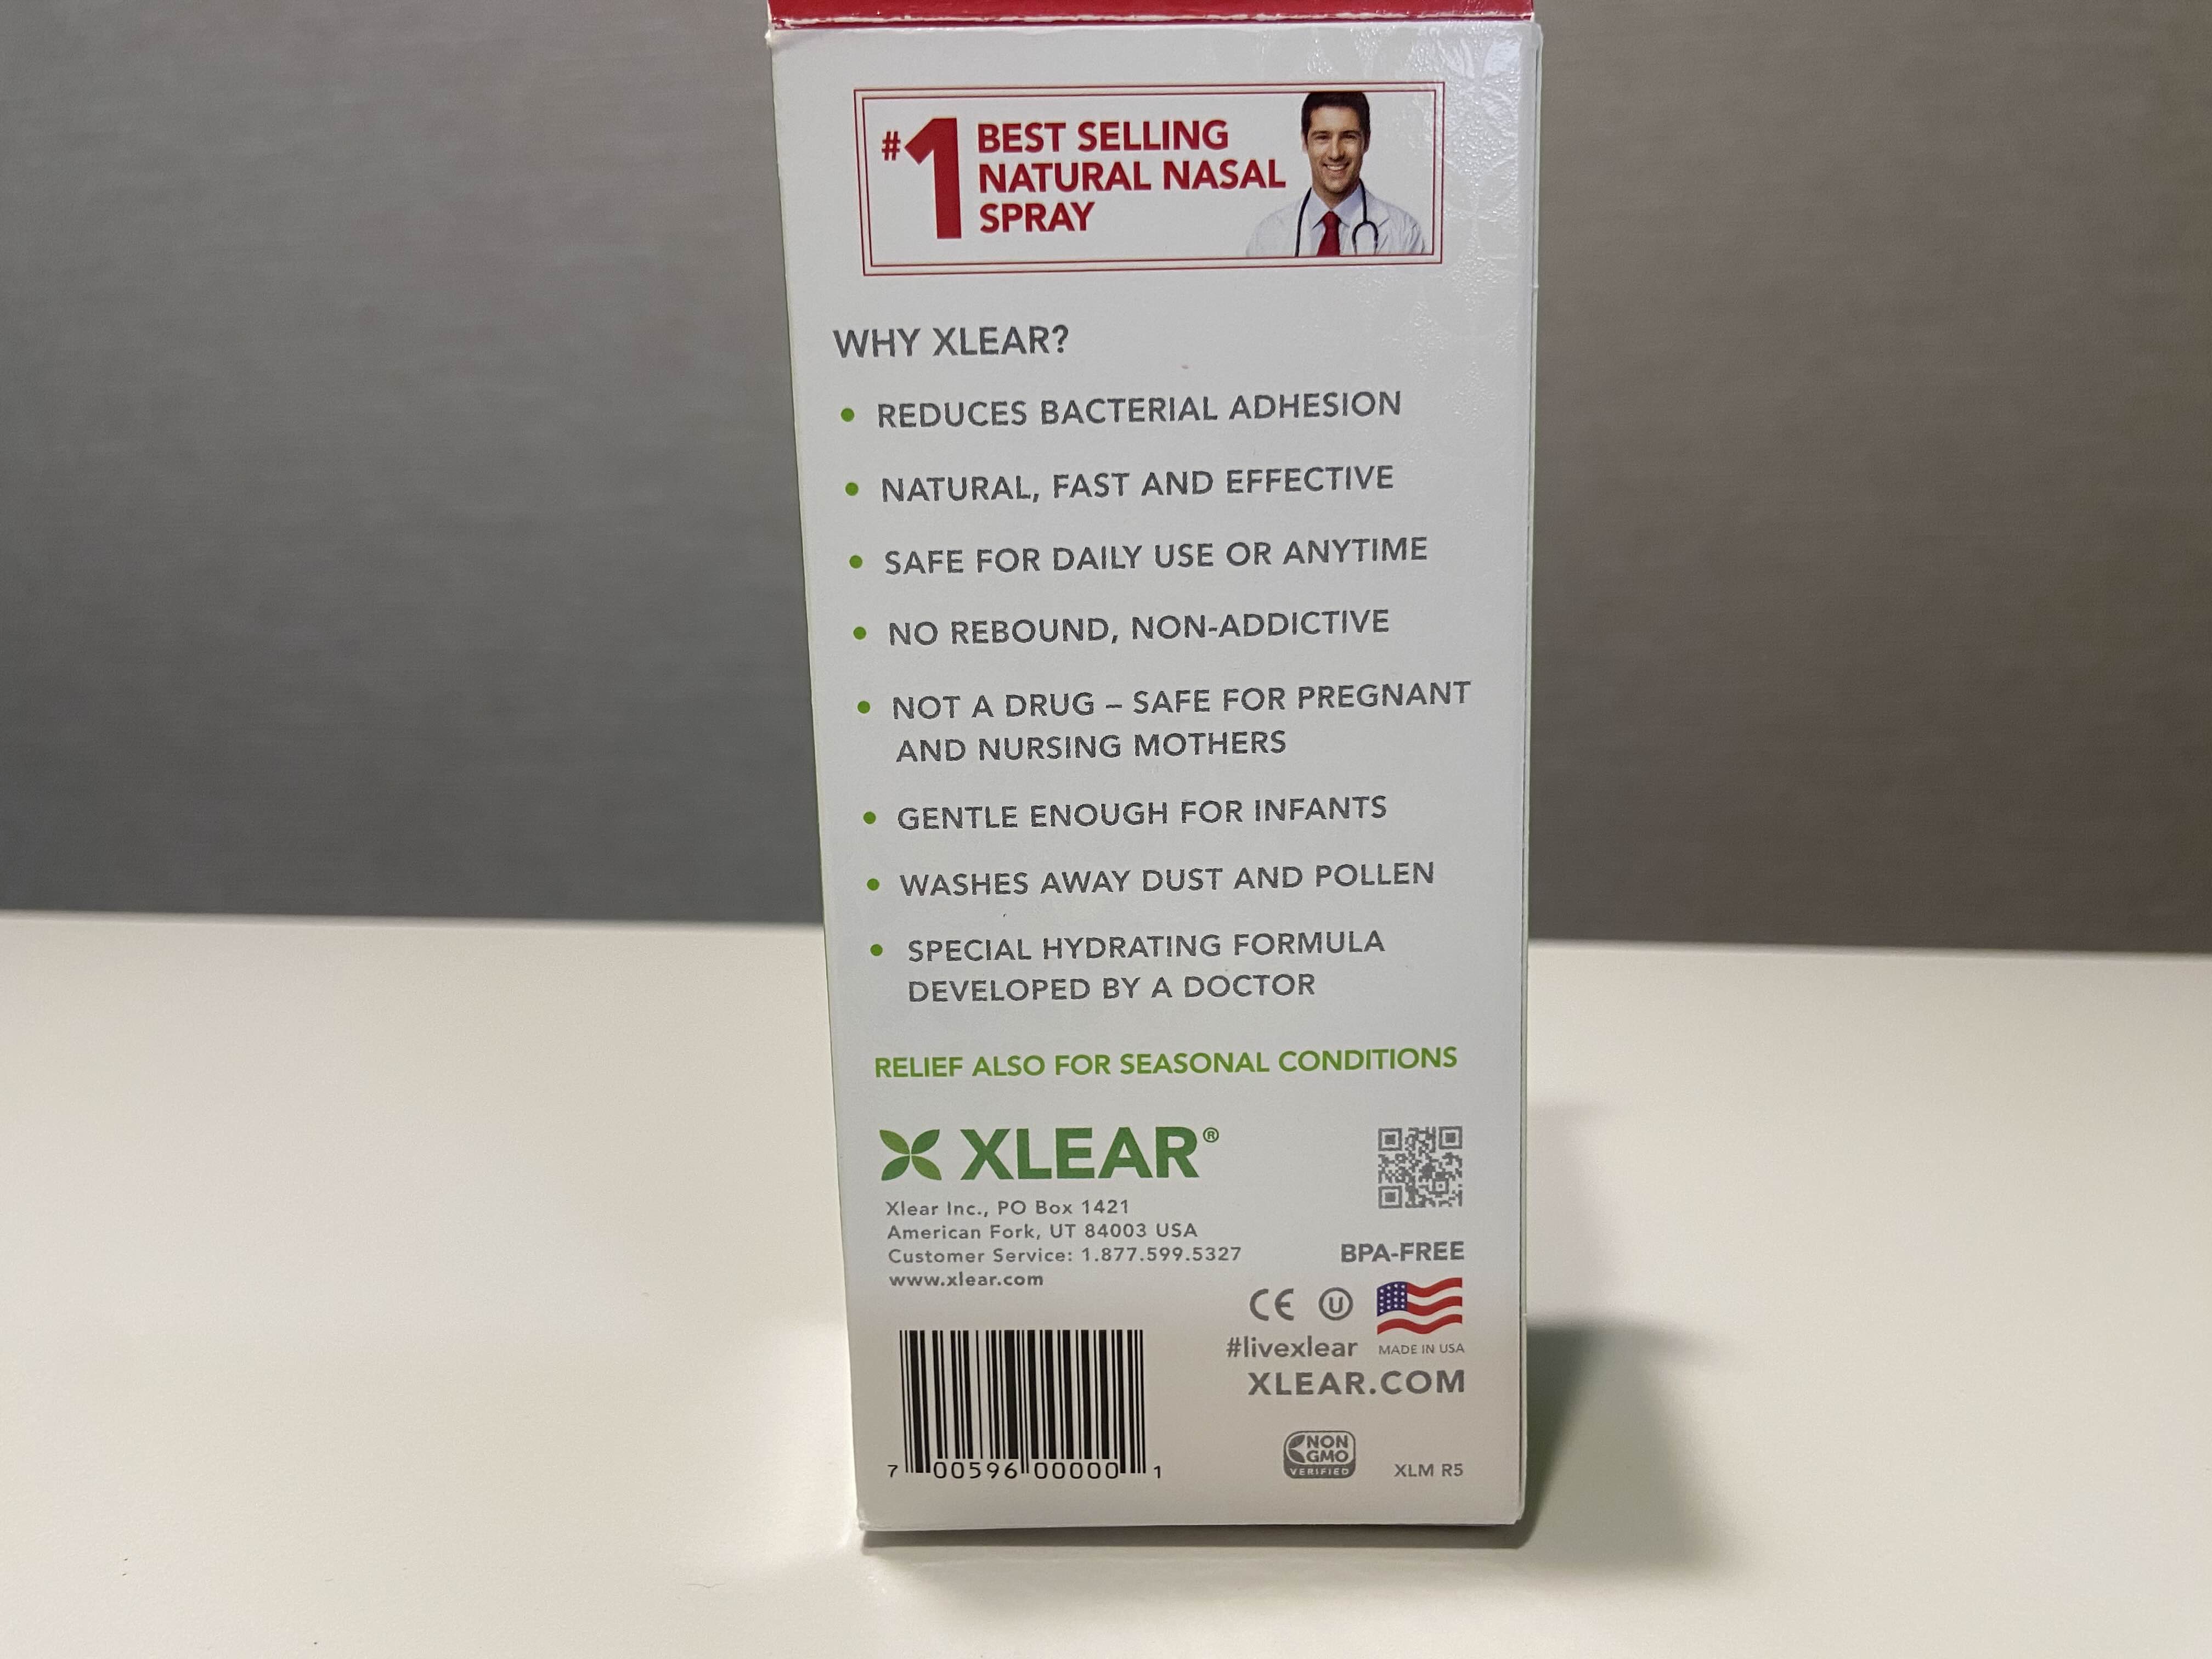 #1 BEST SELLING
NATURAL NASAL
SPRAY
WHY XLEAR?
• REDUCES BACTERIAL ADHESION
• NATURAL, FAST AND EFFECTIVE
• SAFE FOR DAILY USE OR ANYTIME
• NO REBOUND, NON-ADDICTIVE
• NOT A DRUG – SAFE FOR PREGNANT
AND NURSING MOTHERS
• GENTLE ENOUGH FOR INFANTS
• WASHES AWAY DUST AND POLLEN
• SPECIAL HYDRATING FORMULA
DEVELOPED BY A DOCTOR
RELIEF ALSO FOR SEASONAL CONDITIONS
XLEAR®
Xlear Inc., PO Box 1421
American Fork, UT 84003 USA
Customer Service: 1.877.599.5327
www.xlear.com
BPA-FREE
CE U
#livexlear MADE IN USA
XLEAR.COM
7 00596 00000 1
NON
GMO
VERIFIED
XLM R5